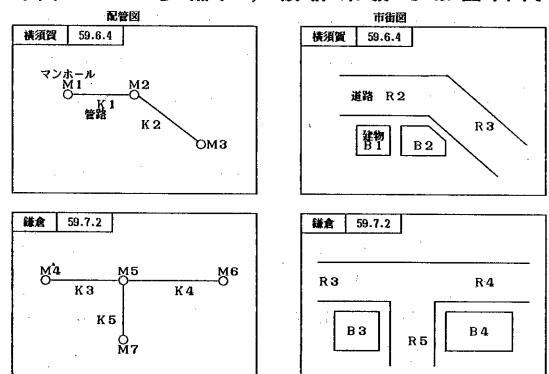 配管図
横須賀 59.6.4
マンホール
M1 M2
K1
管路
K2
M3
市街図
横須賀 59.6.4
道路 R2
R3
建物
B1 B2
鎌倉 59.7.2
M4 M5 M6
K3 K4
K5
M7
鎌倉 59.7.2
R3 R4
B3 R5 B4